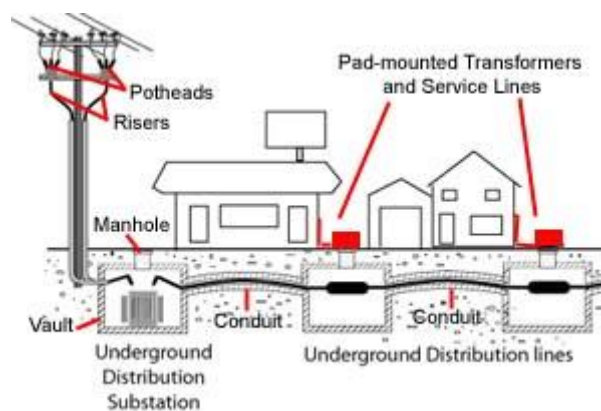 Pad-mounted Transformers
and Service Lines
Potheads
Risers
Manhole
Vault
Conduit
Conduit
Underground
Distribution
Substation
Underground Distribution lines